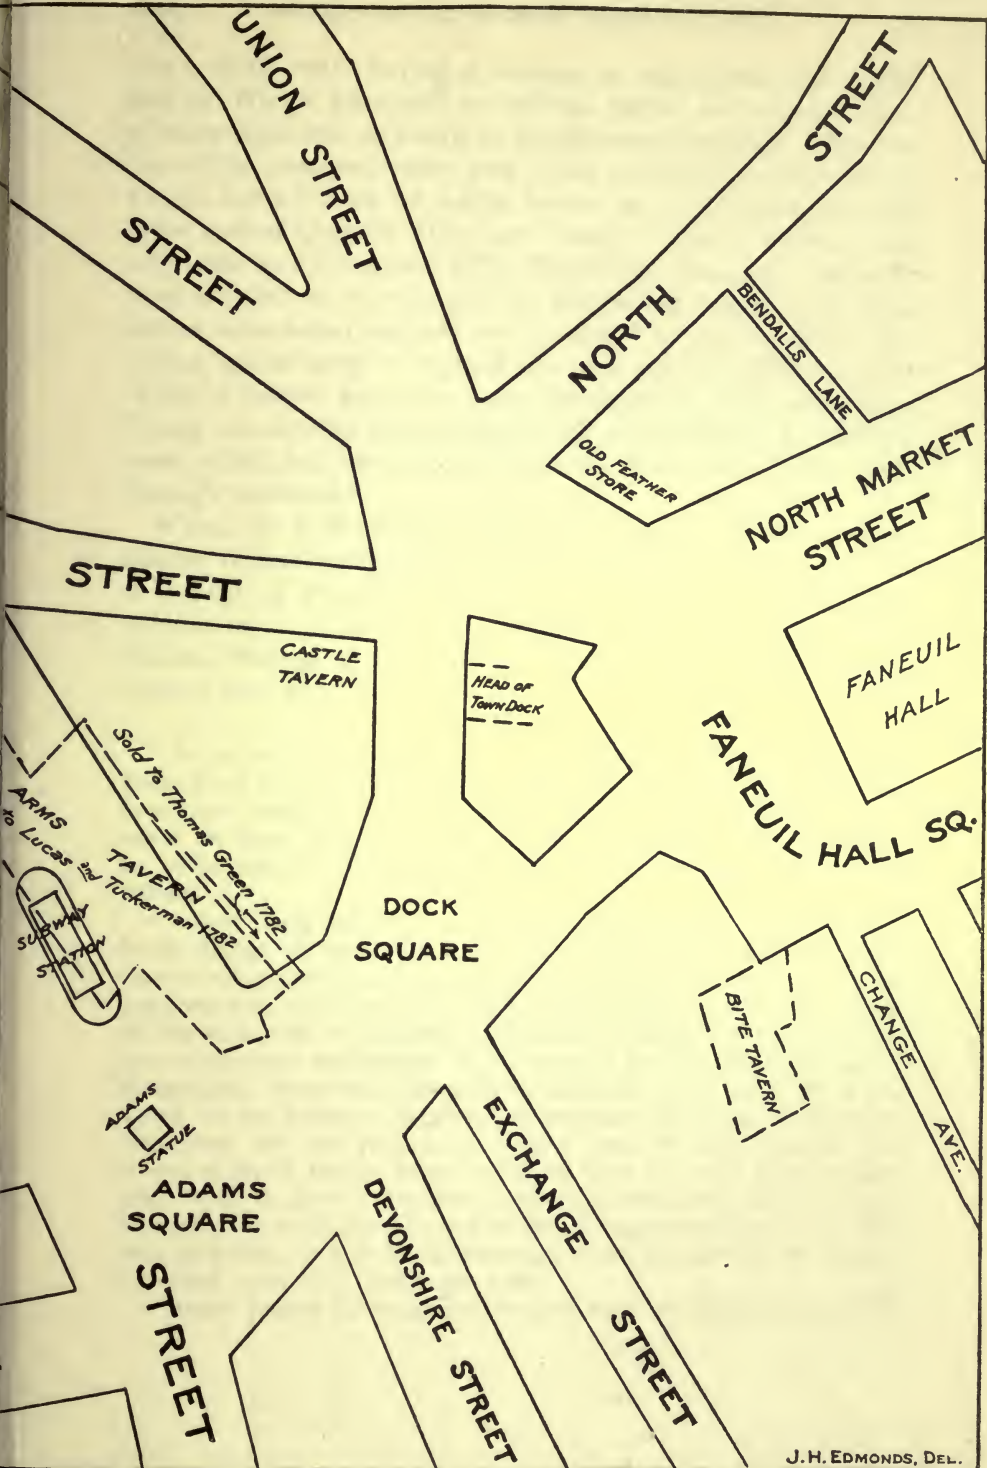 UNION STREET
STREET
NORTH STREET
BENDALLS LANE
OLD FEATHER
STORE
NORTH MARKET
STREET
STREET
CASTLE
TAVERN
HEAD OF
TOWN DOCK
FANEUIL
HALL
FANEUIL HALL SQ.
Sold to Thomas Green 1782
ARMS TAVERN
to Lucas and Tuckerman 1782
SUBWAY
STATION
DOCK
SQUARE
BITE TAVERN
CHANGE AVE.
ADAMS
STATUE
ADAMS
SQUARE
STREET
DEVONSHIRE STREET
EXCHANGE STREET
J.H. EDMONDS, DEL.